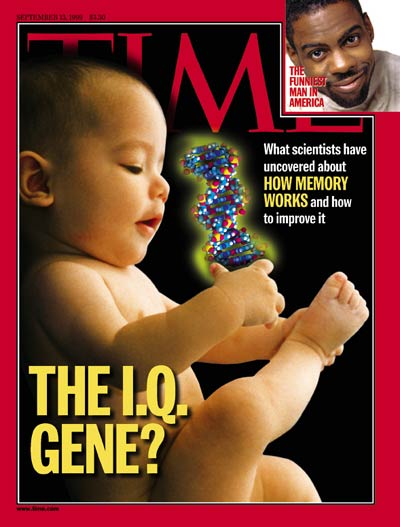 SEPTEMBER 13, 1999 $3.50
TIME
THE
FUNNIEST
MAN IN
AMERICA
What scientists have
uncovered about
HOW MEMORY
WORKS and how
to improve it
THE I.Q.
GENE?
www.time.com